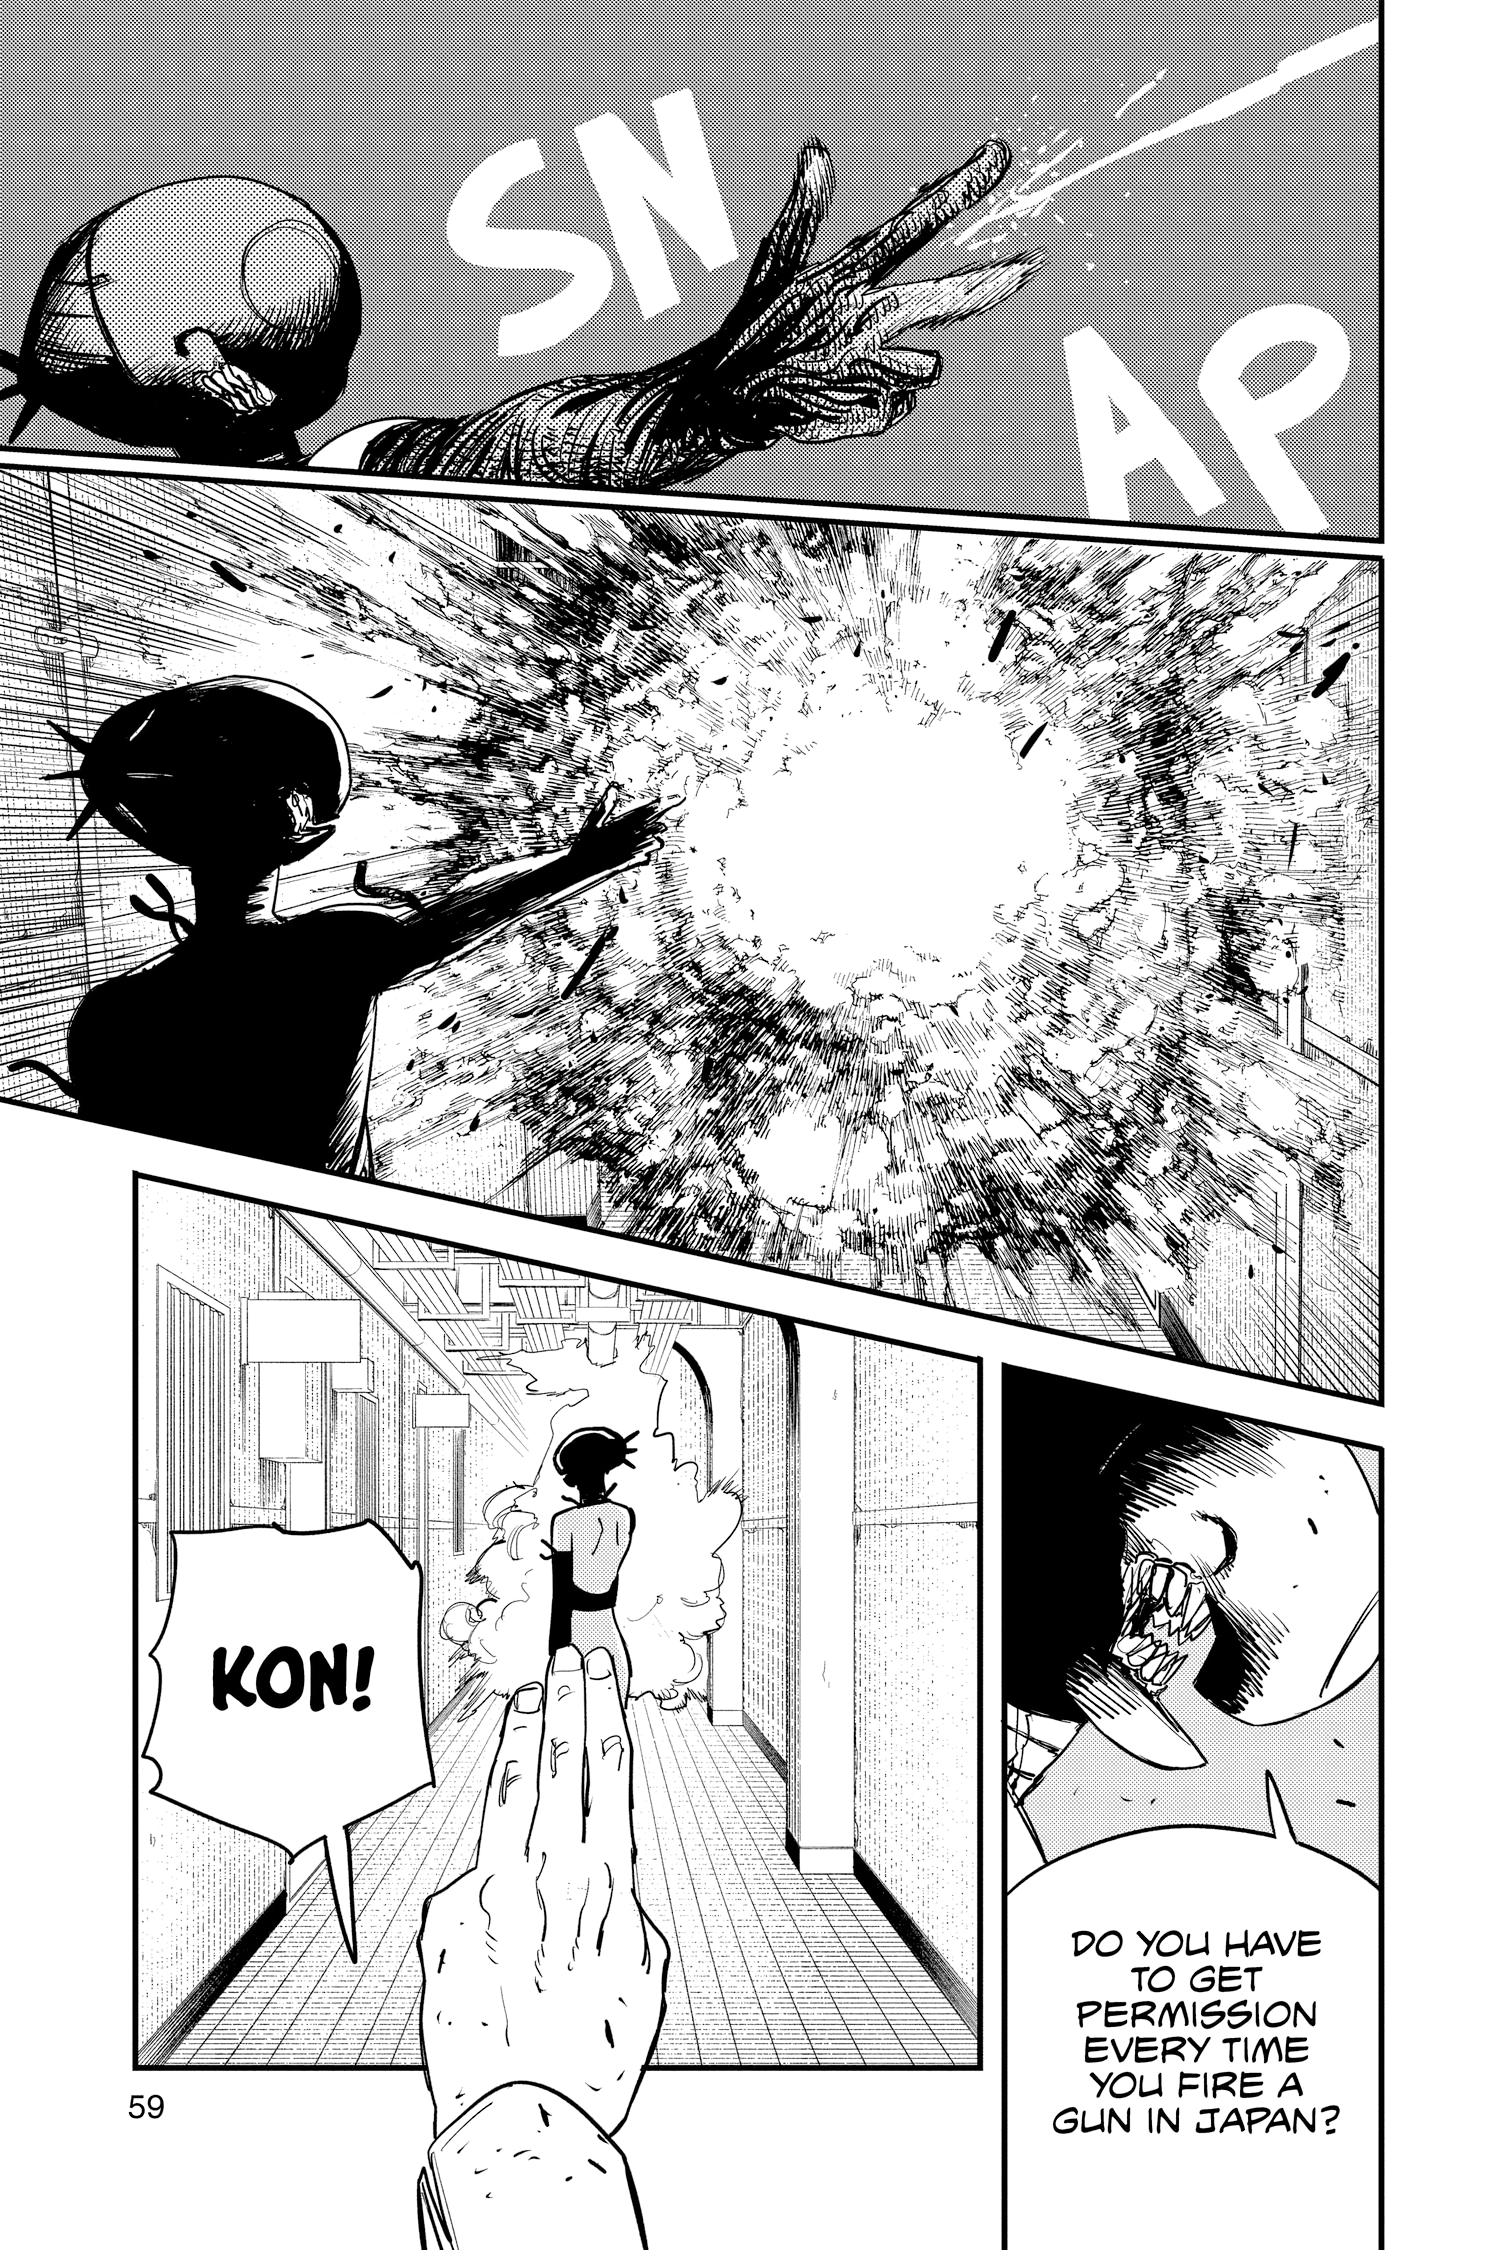 SN
AP
DO YOU HAVE
TO GET
PERMISSION
EVERY TIME
YOU FIRE A
GUN IN JAPAN?
KON!
59